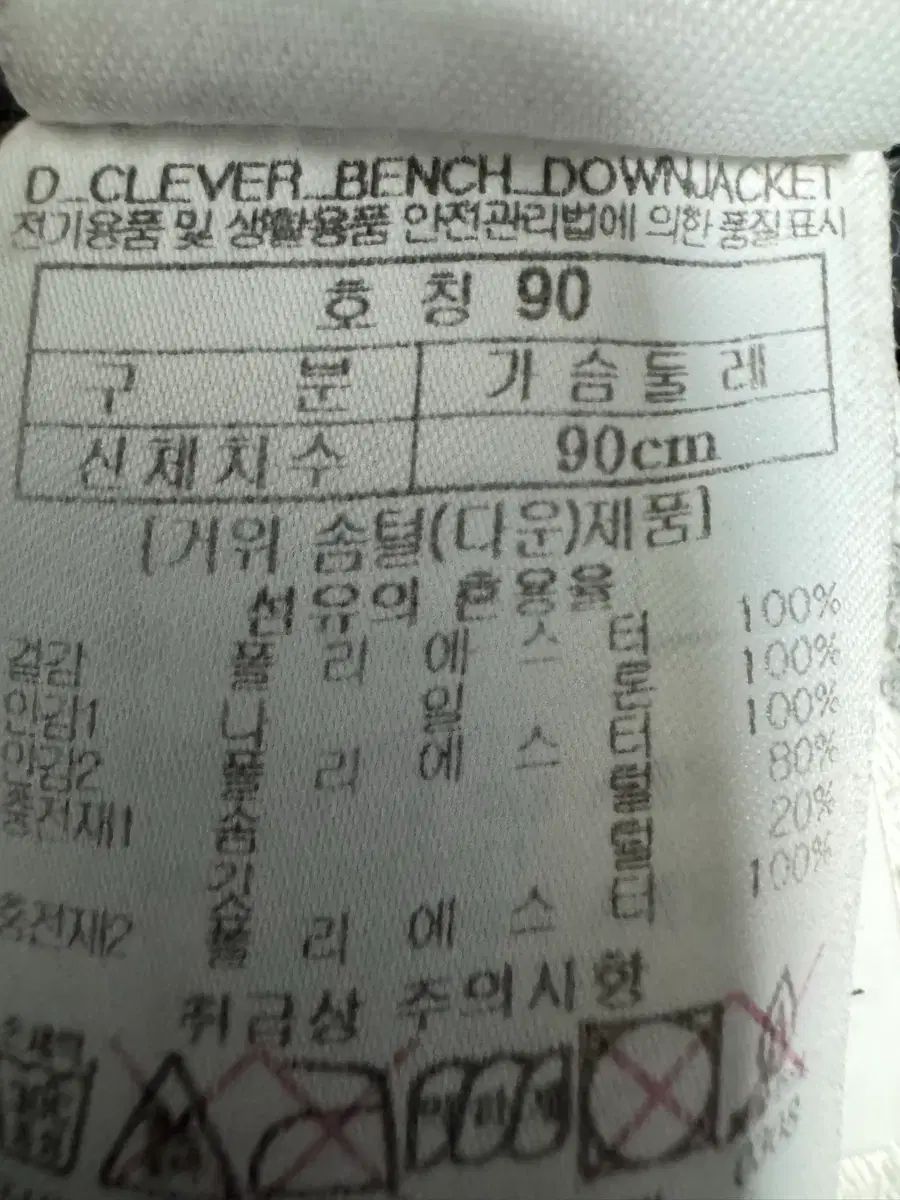 D_CLEVER_BENCH_DOWNJACKET
전기용품 및 생활용품 안전관리법에 의한 품질 표시
호 칭 90
구 분 가 슴 둘 레
신 체 치 수 90cm
[거위 솜털(다운)제품]
섬유의 혼용율
겉감 폴 리 에 스 터 100%
안감1 나 일 론 100%
안감2 폴 리 에 스 터 100%
충전재1 솜 털 80%
깃 털 20%
충전재2 폴 리 에 스 터 100%
취급상 주의사항